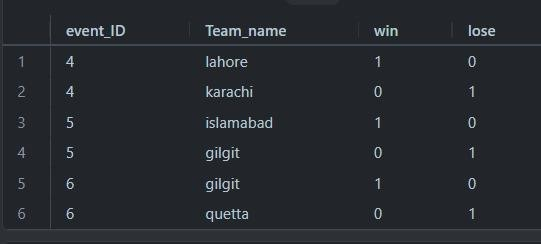 event_ID Team_name win lose
1 4 lahore 1 0
2 4 karachi 0 1
3 5 islamabad 1 0
4 5 gilgit 0 1
5 6 gilgit 1 0
6 6 quetta 0 1